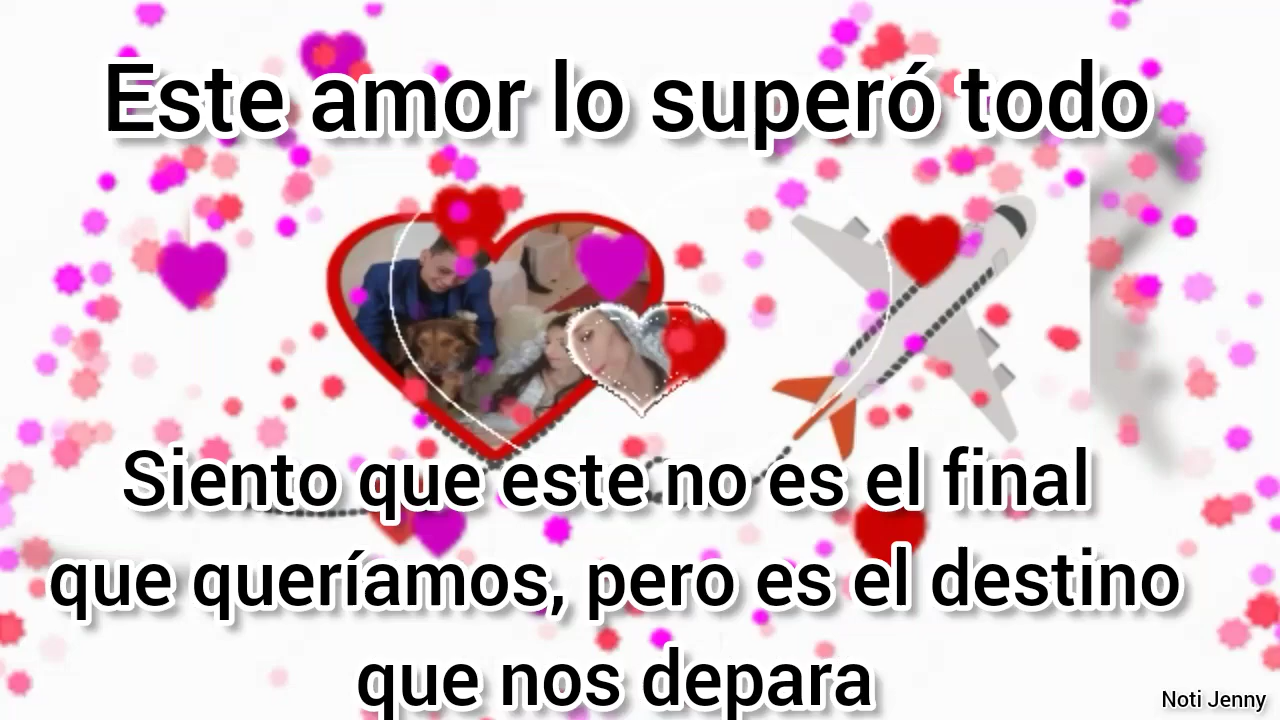 Este amor lo superó todo
Siento que este no es el final
que queríamos, pero es el destino
que nos depara
Noti Jenny